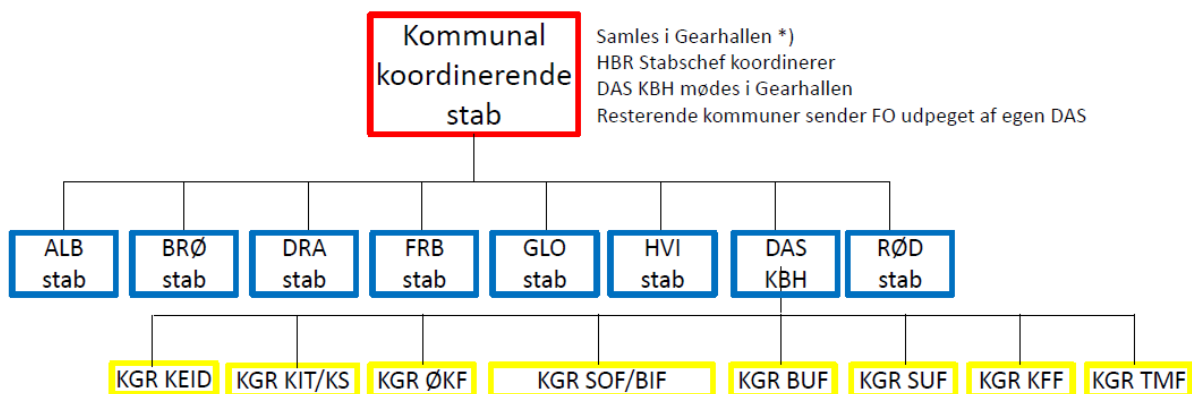 Kommunal
koordinerende
stab
Samles i Gearhallen *)
HBR Stabschef koordinerer
DAS KBH mødes i Gearhallen
Resterende kommuner sender FO udpeget af egen DAS
ALB
stab
BRØ
stab
DRA
stab
FRB
stab
GLO
stab
HVI
stab
DAS
KBH
RØD
stab
KGR KEID
KGR KIT/KS
KGR ØKF
KGR SOF/BIF
KGR BUF
KGR SUF
KGR KFF
KGR TMF